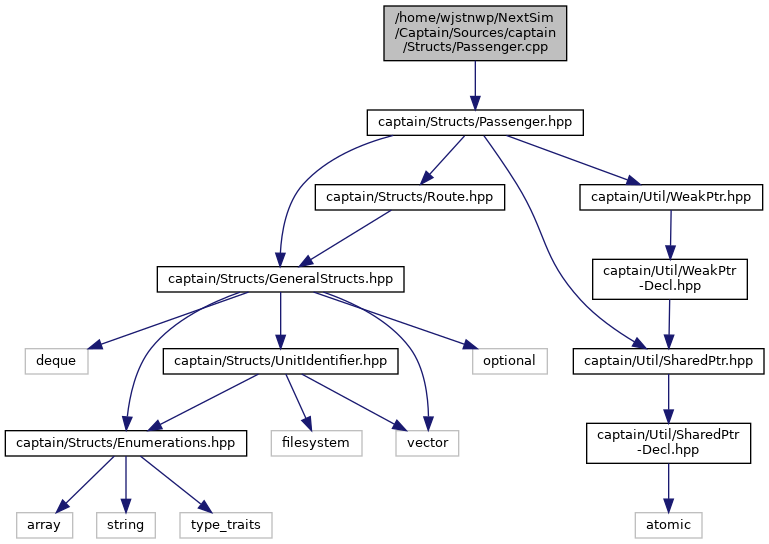 /home/wjstnwp/NextSim
/Captain/Sources/captain
/Structs/Passenger.cpp
captain/Structs/Passenger.hpp
captain/Structs/Route.hpp
captain/Util/WeakPtr.hpp
captain/Structs/GeneralStructs.hpp
captain/Util/WeakPtr
-Decl.hpp
deque
captain/Structs/UnitIdentifier.hpp
optional
captain/Util/SharedPtr.hpp
captain/Structs/Enumerations.hpp
filesystem
vector
captain/Util/SharedPtr
-Decl.hpp
array
string
type_traits
atomic